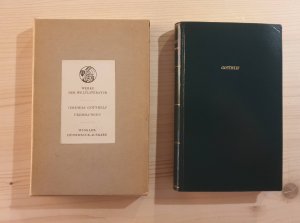 WERKE
DER WELTLITERATUR
JEREMIAS GOTTHELF
ERZÄHLUNGEN
WINKLER
DÜNNDRUCK-AUSGABE
GOTTHELF